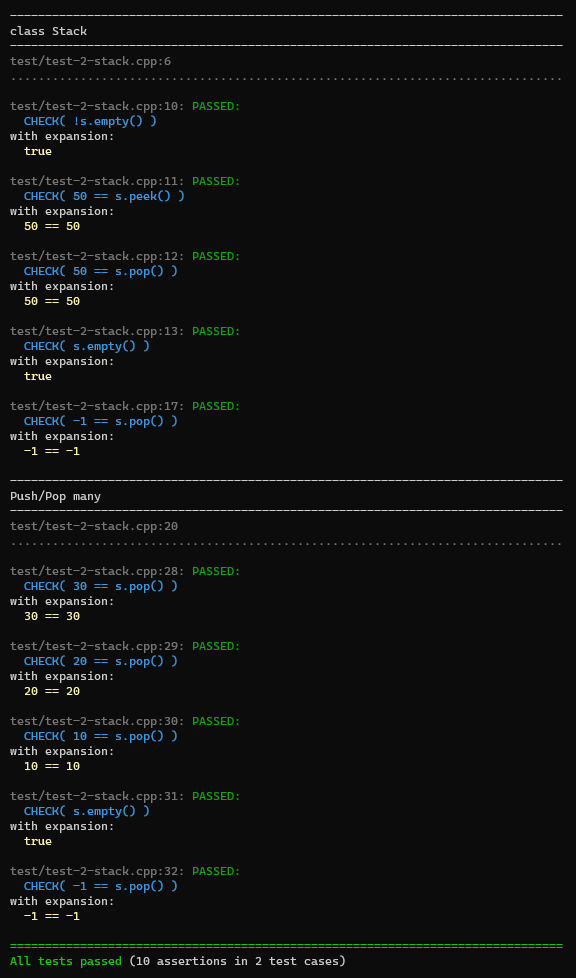 -------------------------------------------------------------------------------
class Stack
-------------------------------------------------------------------------------
test/test-2-stack.cpp:6
...............................................................................
test/test-2-stack.cpp:10: PASSED:
  CHECK( !s.empty() )
with expansion:
  true
test/test-2-stack.cpp:11: PASSED:
  CHECK( 50 == s.peek() )
with expansion:
  50 == 50
test/test-2-stack.cpp:12: PASSED:
  CHECK( 50 == s.pop() )
with expansion:
  50 == 50
test/test-2-stack.cpp:13: PASSED:
  CHECK( s.empty() )
with expansion:
  true
test/test-2-stack.cpp:17: PASSED:
  CHECK( -1 == s.pop() )
with expansion:
  -1 == -1
-------------------------------------------------------------------------------
Push/Pop many
-------------------------------------------------------------------------------
test/test-2-stack.cpp:20
...............................................................................
test/test-2-stack.cpp:28: PASSED:
  CHECK( 30 == s.pop() )
with expansion:
  30 == 30
test/test-2-stack.cpp:29: PASSED:
  CHECK( 20 == s.pop() )
with expansion:
  20 == 20
test/test-2-stack.cpp:30: PASSED:
  CHECK( 10 == s.pop() )
with expansion:
  10 == 10
test/test-2-stack.cpp:31: PASSED:
  CHECK( s.empty() )
with expansion:
  true
test/test-2-stack.cpp:32: PASSED:
  CHECK( -1 == s.pop() )
with expansion:
  -1 == -1
===============================================================================
All tests passed (10 assertions in 2 test cases)